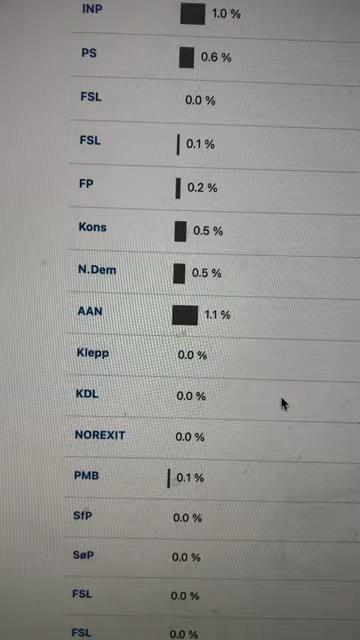 INP 1.0 %
PS 0.6 %
FSL 0.0 %
FSL 0.1 %
FP 0.2 %
Kons 0.5 %
N.Dem 0.5 %
AAN 1.1 %
Klepp 0.0 %
KDL 0.0 %
NOREXIT 0.0 %
PMB 0.1 %
SfP 0.0 %
SøP 0.0 %
FSL 0.0 %
FSL 0.0 %